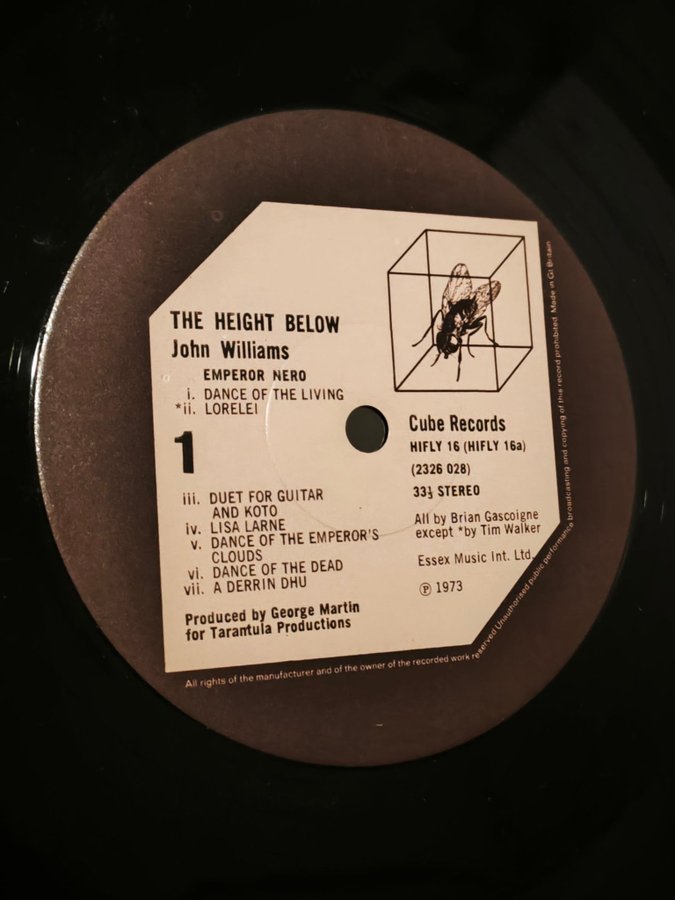 THE HEIGHT BELOW
John Williams
EMPEROR NERO
i. DANCE OF THE LIVING
*ii. LORELEI
1
iii. DUET FOR GUITAR
AND KOTO
iv. LISA LARNE
v. DANCE OF THE EMPEROR'S
CLOUDS
vi. DANCE OF THE DEAD
vii. A DERRIN DHU
Produced by George Martin
for Tarantula Productions
Cube Records
HIFLY 16 (HIFLY 16a)
(2326 028)
33⅓ STEREO
All by Brian Gascoigne
except *by Tim Walker
Essex Music Int. Ltd.
Ⓟ 1973
All rights of the manufacturer and of the owner of the recorded work reserved Unauthorised public performance broadcasting and copying of this record prohibited Made in Gt Britain